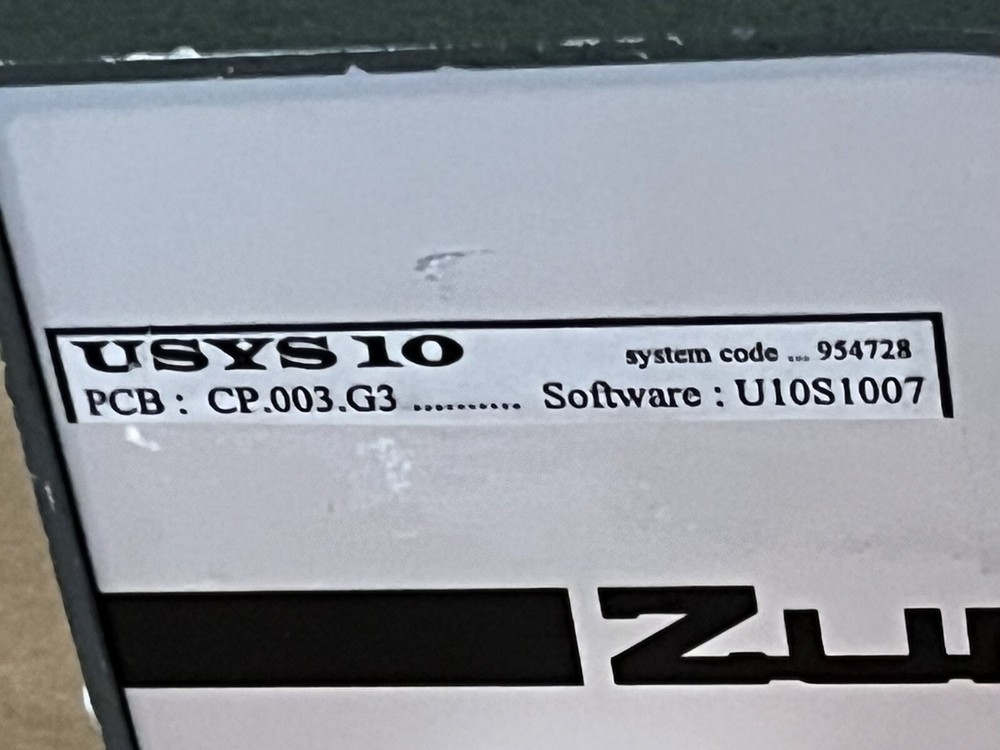 USYS 10
system code ... 954728
PCB : CP.003.G3 .......... Software : U10S1007